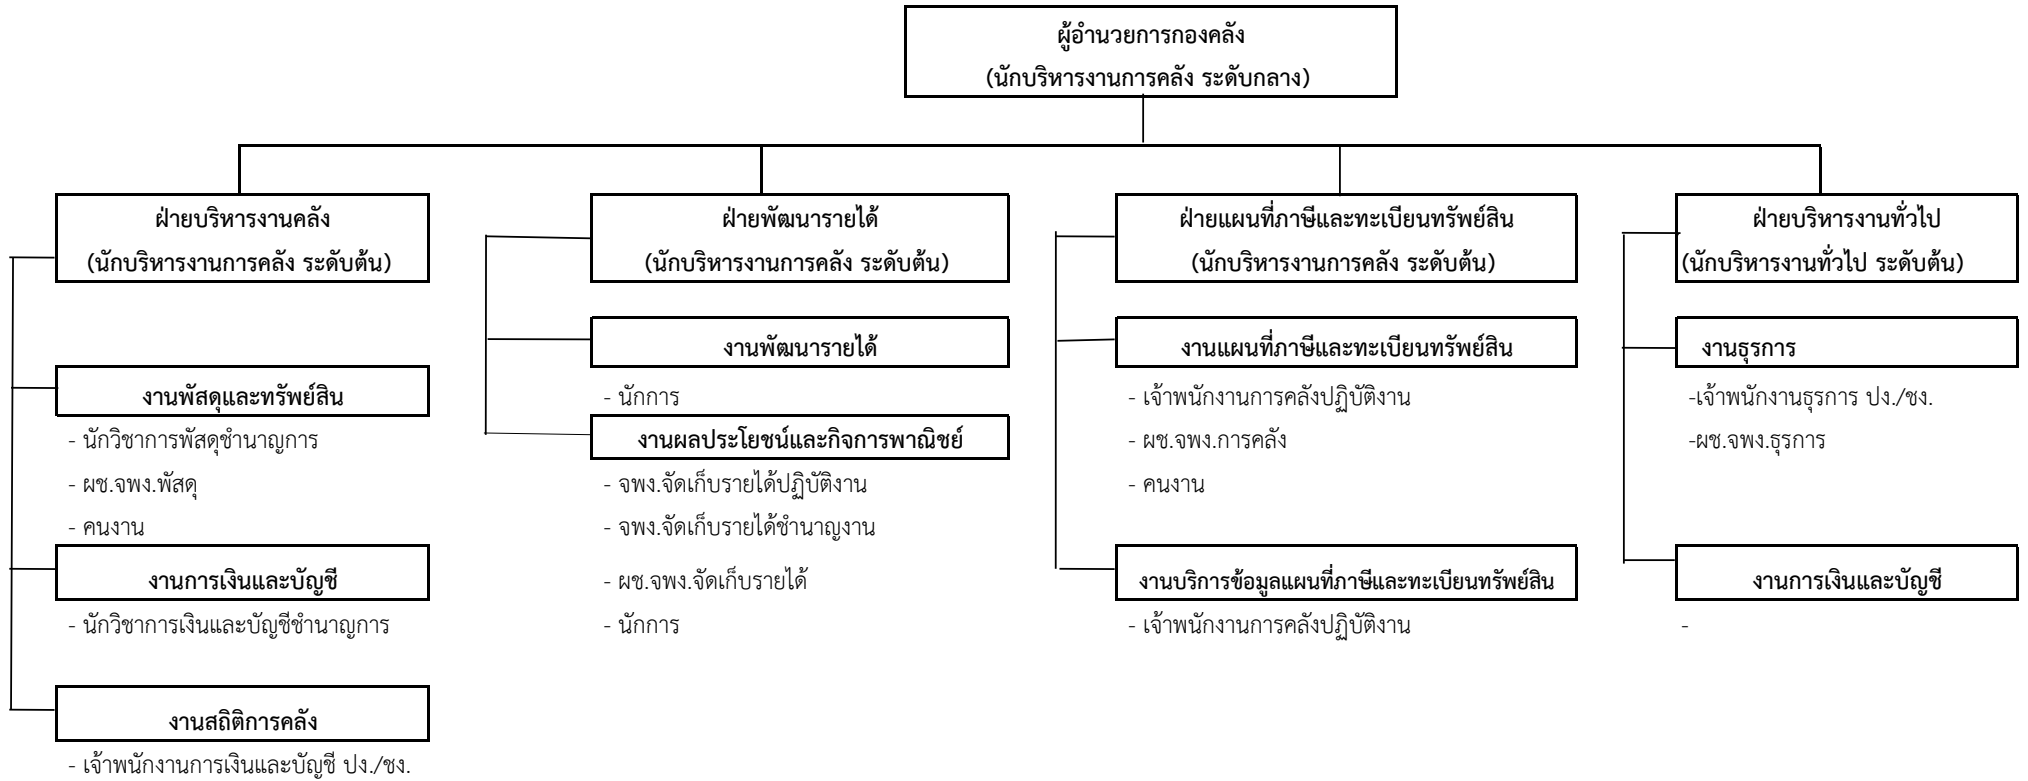 ผู้อำนวยการกองคลัง
(นักบริหารงานการคลัง ระดับกลาง)
ฝ่ายบริหารงานคลัง
(นักบริหารงานการคลัง ระดับต้น)
งานพัสดุและทรัพย์สิน
- นักวิชาการพัสดุชำนาญการ
- ผช.จพง.พัสดุ
- คนงาน
งานการเงินและบัญชี
- นักวิชาการเงินและบัญชีชำนาญการ
งานสถิติการคลัง
- เจ้าพนักงานการเงินและบัญชี ปง./ชง.
ฝ่ายพัฒนารายได้
(นักบริหารงานการคลัง ระดับต้น)
งานพัฒนารายได้
- นักการ
งานผลประโยชน์และกิจการพาณิชย์
- จพง.จัดเก็บรายได้ปฏิบัติงาน
- จพง.จัดเก็บรายได้ชำนาญงาน
- ผช.จพง.จัดเก็บรายได้
- นักการ
ฝ่ายแผนที่ภาษีและทะเบียนทรัพย์สิน
(นักบริหารงานการคลัง ระดับต้น)
งานแผนที่ภาษีและทะเบียนทรัพย์สิน
- เจ้าพนักงานการคลังปฏิบัติงาน
- ผช.จพง.การคลัง
- คนงาน
งานบริการข้อมูลแผนที่ภาษีและทะเบียนทรัพย์สิน
- เจ้าพนักงานการคลังปฏิบัติงาน
ฝ่ายบริหารงานทั่วไป
(นักบริหารงานทั่วไป ระดับต้น)
งานธุรการ
-เจ้าพนักงานธุรการ ปง./ชง.
-ผช.จพง.ธุรการ
งานการเงินและบัญชี
-